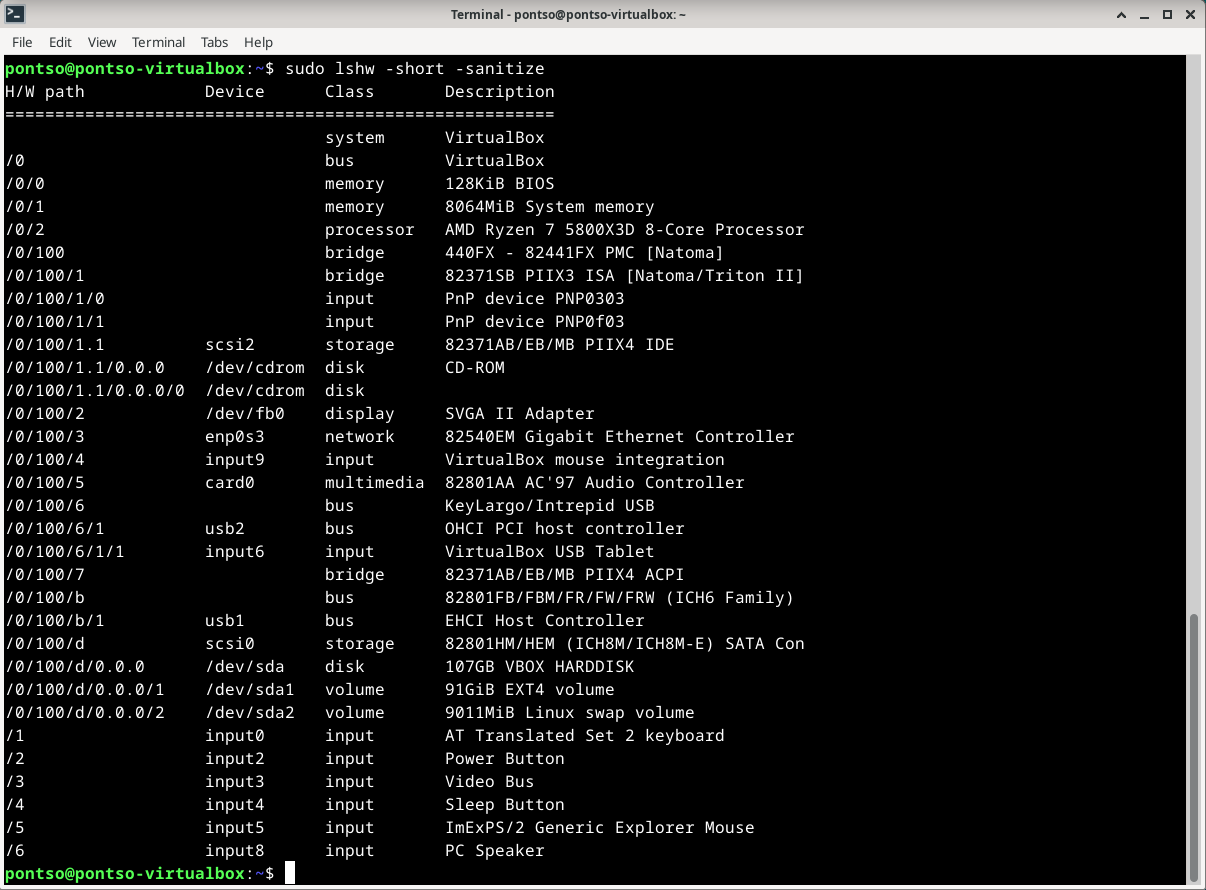 Terminal - pontso@pontso-virtualbox: ~
File Edit View Terminal Tabs Help
pontso@pontso-virtualbox:~$ sudo lshw -short -sanitize
H/W path            Device      Class       Description
=======================================================
                                system      VirtualBox
/0                              bus         VirtualBox
/0/0                            memory      128KiB BIOS
/0/1                            memory      8064MiB System memory
/0/2                            processor   AMD Ryzen 7 5800X3D 8-Core Processor
/0/100                          bridge      440FX - 82441FX PMC [Natoma]
/0/100/1                        bridge      82371SB PIIX3 ISA [Natoma/Triton II]
/0/100/1/0                      input       PnP device PNP0303
/0/100/1/1                      input       PnP device PNP0f03
/0/100/1.1          scsi2       storage     82371AB/EB/MB PIIX4 IDE
/0/100/1.1/0.0.0    /dev/cdrom  disk        CD-ROM
/0/100/1.1/0.0.0/0  /dev/cdrom  disk
/0/100/2            /dev/fb0    display     SVGA II Adapter
/0/100/3            enp0s3      network     82540EM Gigabit Ethernet Controller
/0/100/4            input9      input       VirtualBox mouse integration
/0/100/5            card0       multimedia  82801AA AC'97 Audio Controller
/0/100/6                        bus         KeyLargo/Intrepid USB
/0/100/6/1          usb2        bus         OHCI PCI host controller
/0/100/6/1/1        input6      input       VirtualBox USB Tablet
/0/100/7                        bridge      82371AB/EB/MB PIIX4 ACPI
/0/100/b                        bus         82801FB/FBM/FR/FW/FRW (ICH6 Family)
/0/100/b/1          usb1        bus         EHCI Host Controller
/0/100/d            scsi0       storage     82801HM/HEM (ICH8M/ICH8M-E) SATA Con
/0/100/d/0.0.0      /dev/sda    disk        107GB VBOX HARDDISK
/0/100/d/0.0.0/1    /dev/sda1   volume      91GiB EXT4 volume
/0/100/d/0.0.0/2    /dev/sda2   volume      9011MiB Linux swap volume
/1                  input0      input       AT Translated Set 2 keyboard
/2                  input2      input       Power Button
/3                  input3      input       Video Bus
/4                  input4      input       Sleep Button
/5                  input5      input       ImExPS/2 Generic Explorer Mouse
/6                  input8      input       PC Speaker
pontso@pontso-virtualbox:~$